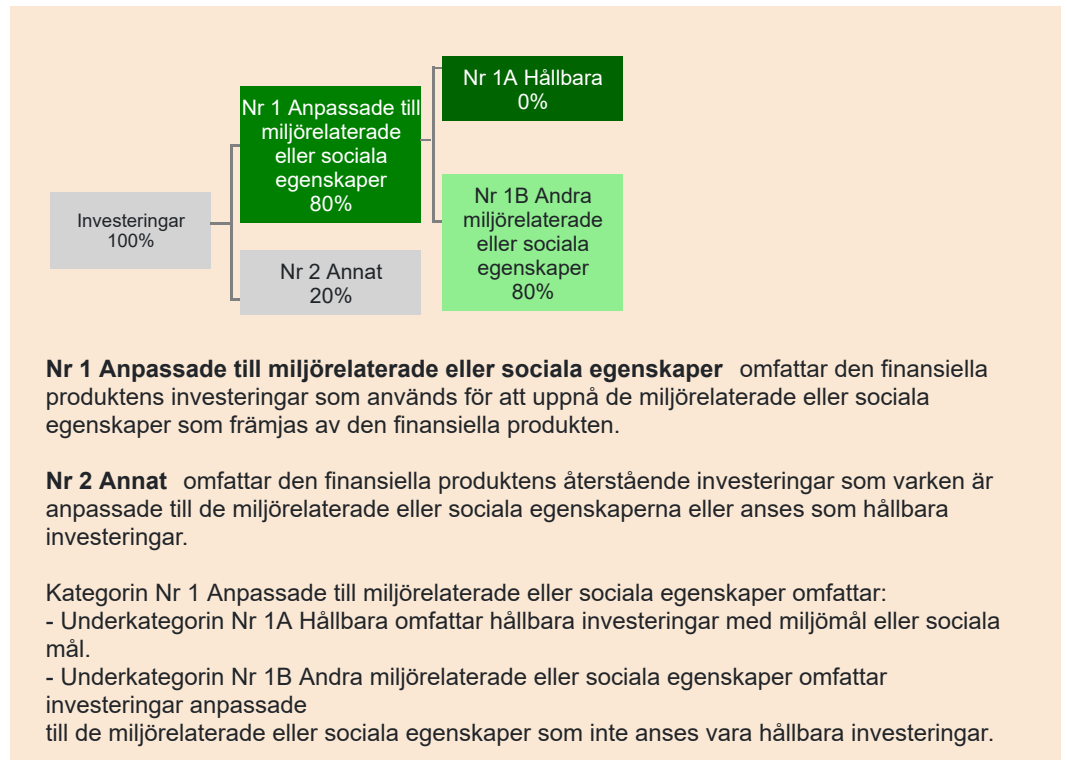 Nr 1A Hållbara
0%
Nr 1 Anpassade till
miljörelaterade
eller sociala
egenskaper
80%
Nr 1B Andra
miljörelaterade
eller sociala
egenskaper
80%
Investeringar
100%
Nr 2 Annat
20%
Nr 1 Anpassade till miljörelaterade eller sociala egenskaper omfattar den finansiella
produktens investeringar som används för att uppnå de miljörelaterade eller sociala
egenskaper som främjas av den finansiella produkten.
Nr 2 Annat omfattar den finansiella produktens återstående investeringar som varken är
anpassade till de miljörelaterade eller sociala egenskaperna eller anses som hållbara
investeringar.
Kategorin Nr 1 Anpassade till miljörelaterade eller sociala egenskaper omfattar:
- Underkategorin Nr 1A Hållbara omfattar hållbara investeringar med miljömål eller sociala
mål.
- Underkategorin Nr 1B Andra miljörelaterade eller sociala egenskaper omfattar
investeringar anpassade
till de miljörelaterade eller sociala egenskaper som inte anses vara hållbara investeringar.